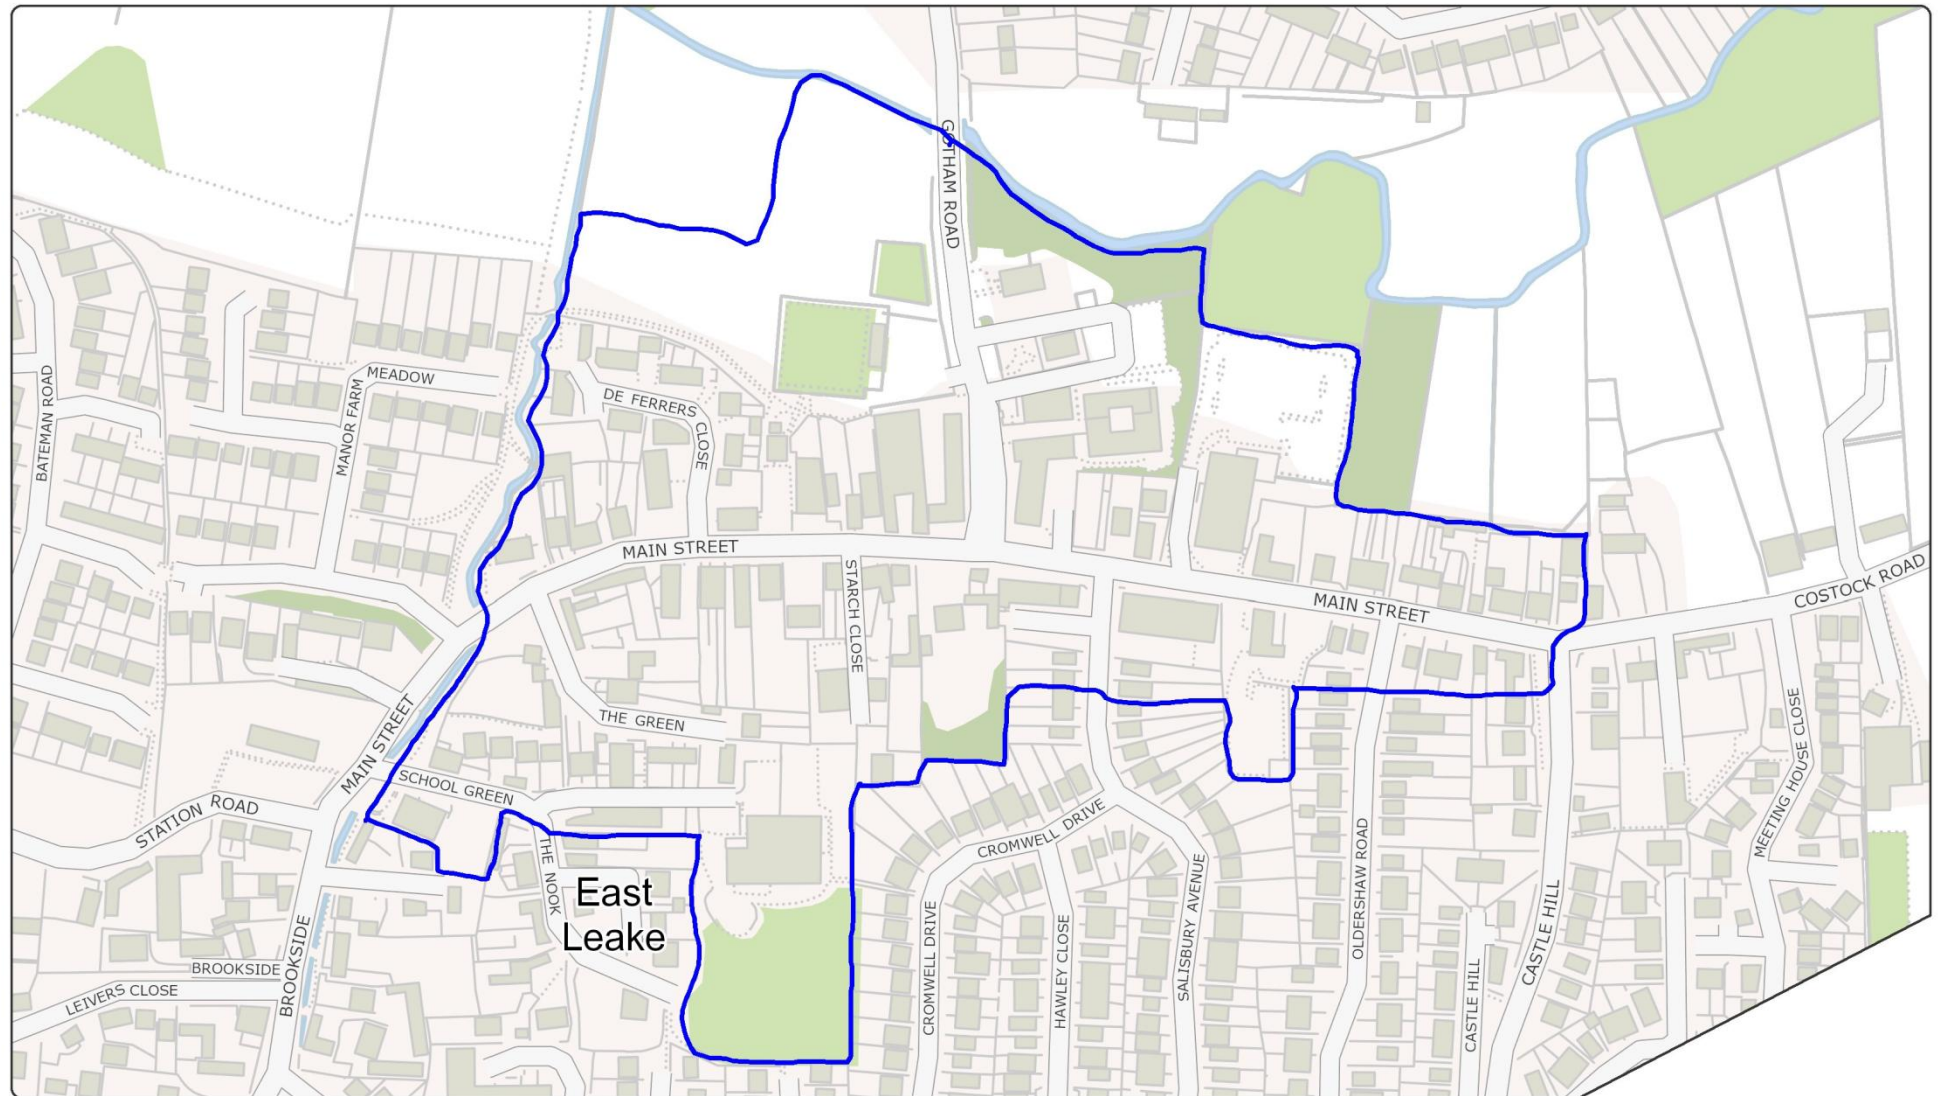 GOTHAM ROAD
BATEMAN ROAD
MEADOW
MANOR FARM
DE FERRERS
CLOSE
MAIN STREET
STARCH CLOSE
MAIN STREET
COSTOCK ROAD
MAIN STREET
THE GREEN
SCHOOL GREEN
STATION ROAD
THE NOOK
East
Leake
CROMWELL DRIVE
CROMWELL DRIVE
HAWLEY CLOSE
SALISBURY AVENUE
OLDERSHAW ROAD
CASTLE HILL
CASTLE HILL
MEETING HOUSE CLOSE
BROOKSIDE
BROOKSIDE
LEIVERS CLOSE